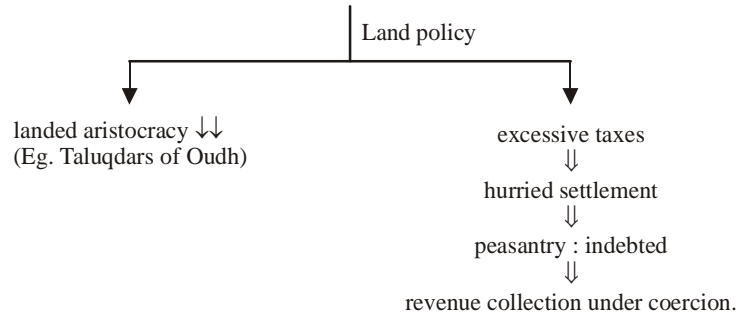 Land policy
landed aristocracy ↓↓
(Eg. Taluqdars of Oudh)
excessive taxes
⇓
hurried settlement
⇓
peasantry : indebted
⇓
revenue collection under coercion.